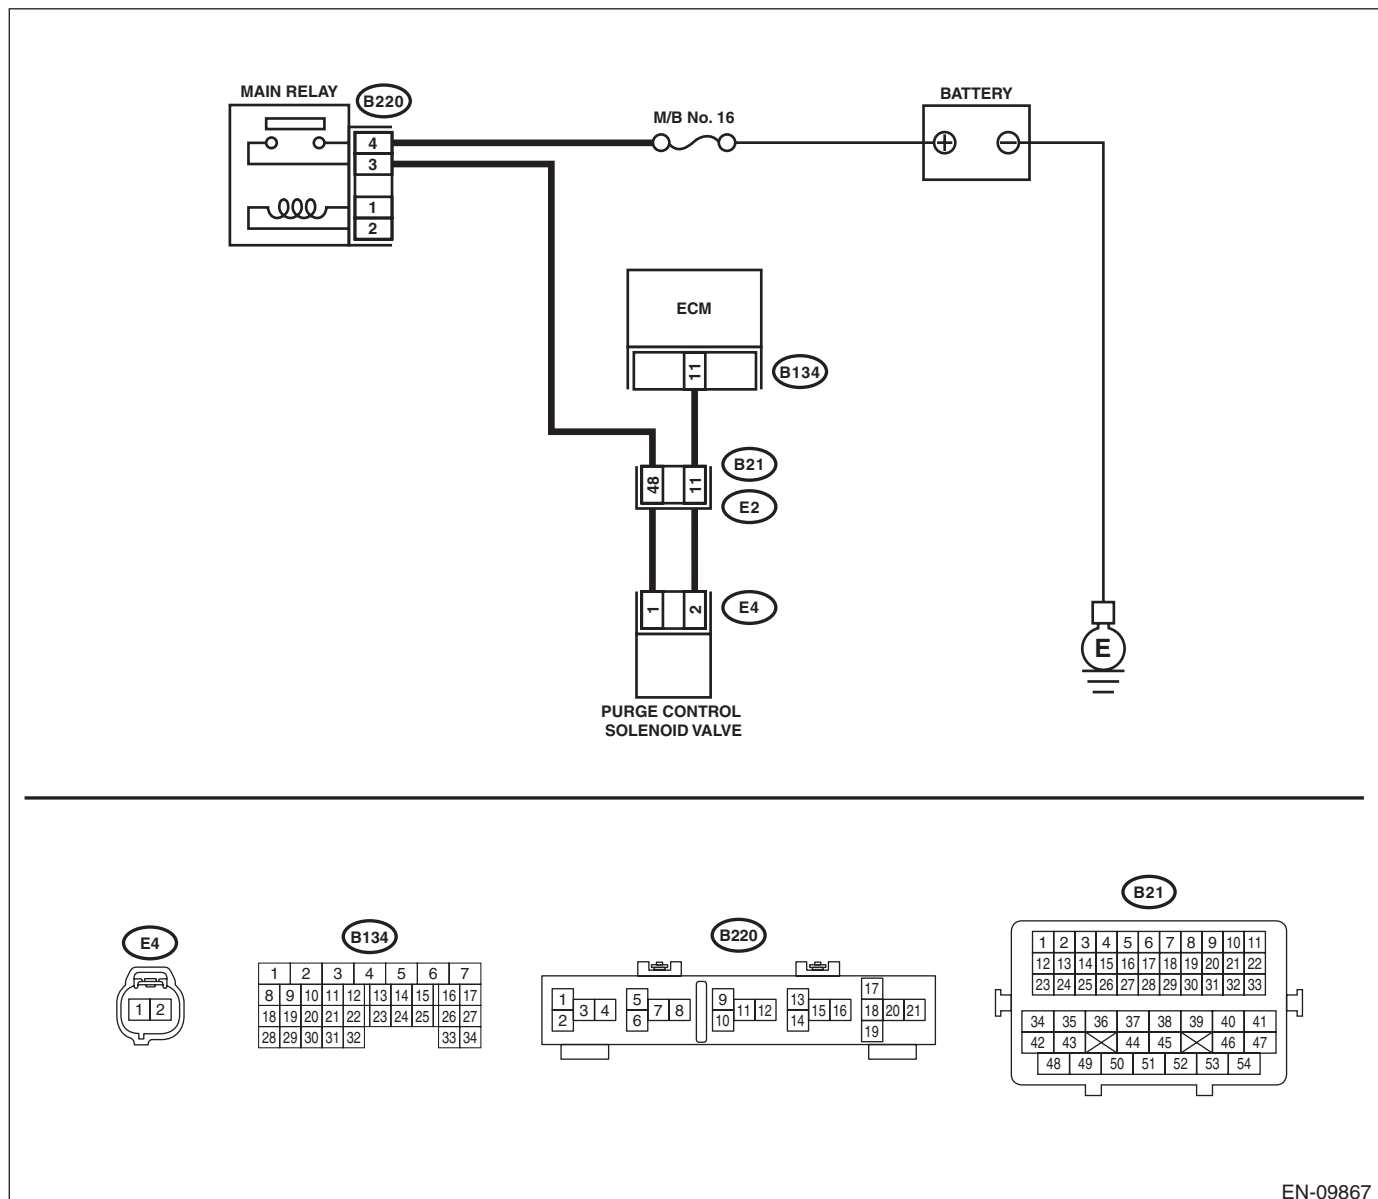 MAIN RELAY
B220
4
3
1
2
M/B No. 16
BATTERY
ECM
11
B134
48
11
B21
E2
1
2
E4
PURGE CONTROL
SOLENOID VALVE
E
E4
1 2
B134
1 2 3 4 5 6 7
8 9 10 11 12 13 14 15 16 17
18 19 20 21 22 23 24 25 26 27
28 29 30 31 32 33 34
B220
1 2 3 4 5 6 7 8 9 10 11 12 13 14 15 16 17 18 19 20 21
B21
1 2 3 4 5 6 7 8 9 10 11
12 13 14 15 16 17 18 19 20 21 22
23 24 25 26 27 28 29 30 31 32 33
34 35 36 37 38 39 40 41
42 43 44 45 46 47
48 49 50 51 52 53 54
EN-09867